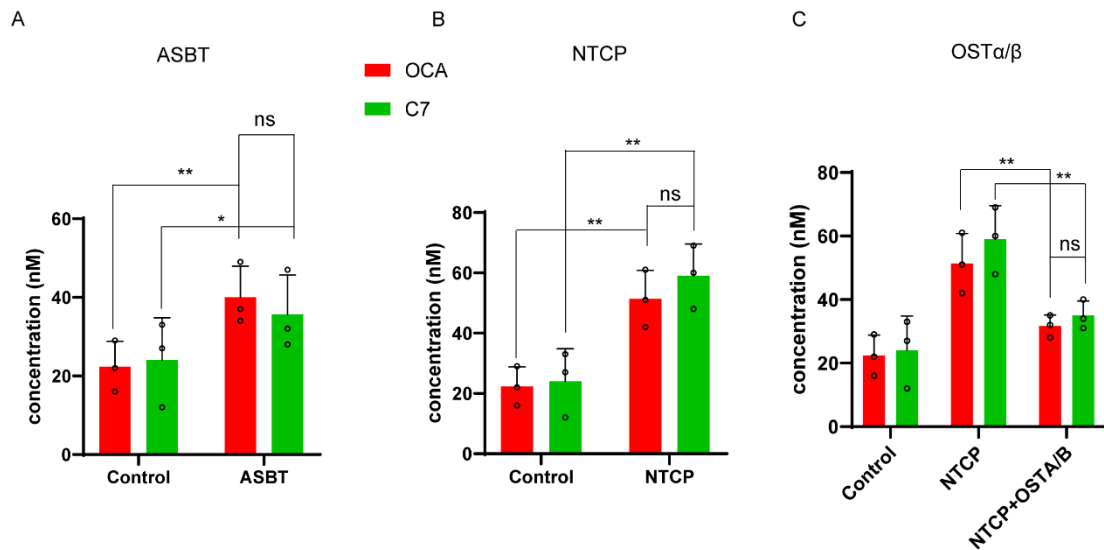 A
B
C
ASBT
NTCP
OSTα/β
OCA
C7
ns
**
*
60
40
20
0
concentration (nM)
Control
ASBT
**
ns
**
80
60
40
20
0
concentration (nM)
Control
NTCP
**
**
ns
80
60
40
20
0
concentration (nM)
Control
NTCP
NTCP+OSTA/B